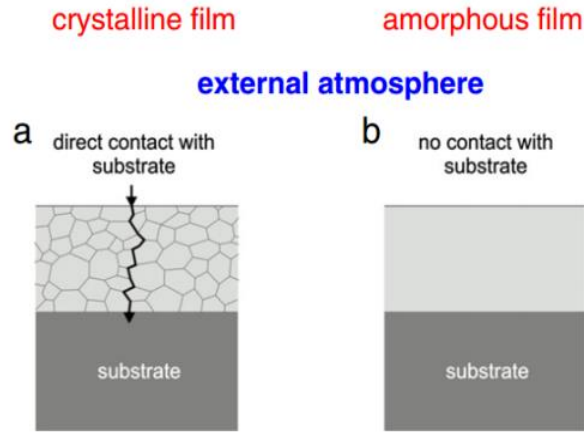 crystalline film
amorphous film
external atmosphere
a
direct contact with
substrate
b
no contact with
substrate
substrate
substrate